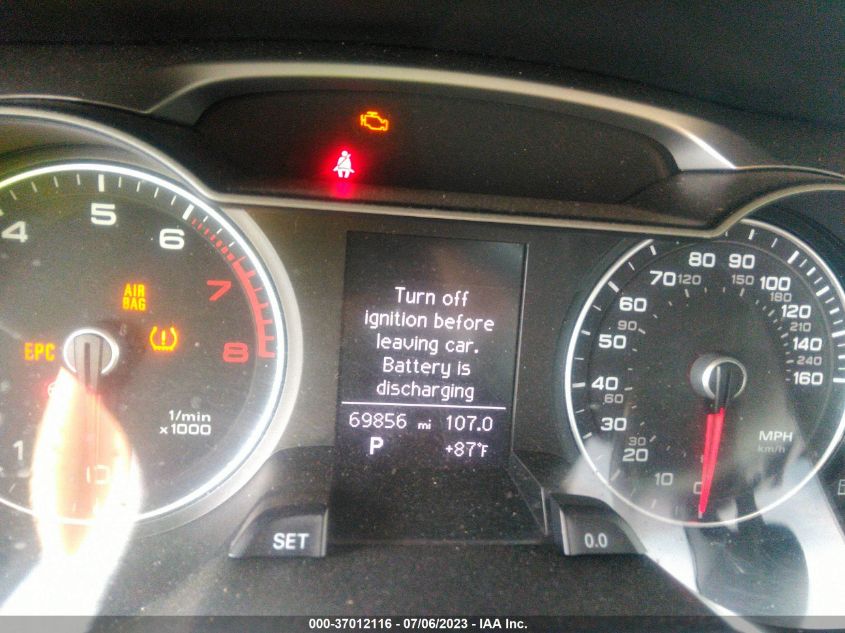 4 5 6 7 8
AIR
BAG
EPC
1/min
x1000
1
Turn off
ignition before
leaving car.
Battery is
discharging
69856 mi 107.0
P +87°F
SET
0.0
0 10 20 30 40 50 60 70 80 90 100 120 140 160
30 60 90 120 150 180 210 240
MPH
km/h
000-37012116 - 07/06/2023 - IAA Inc.